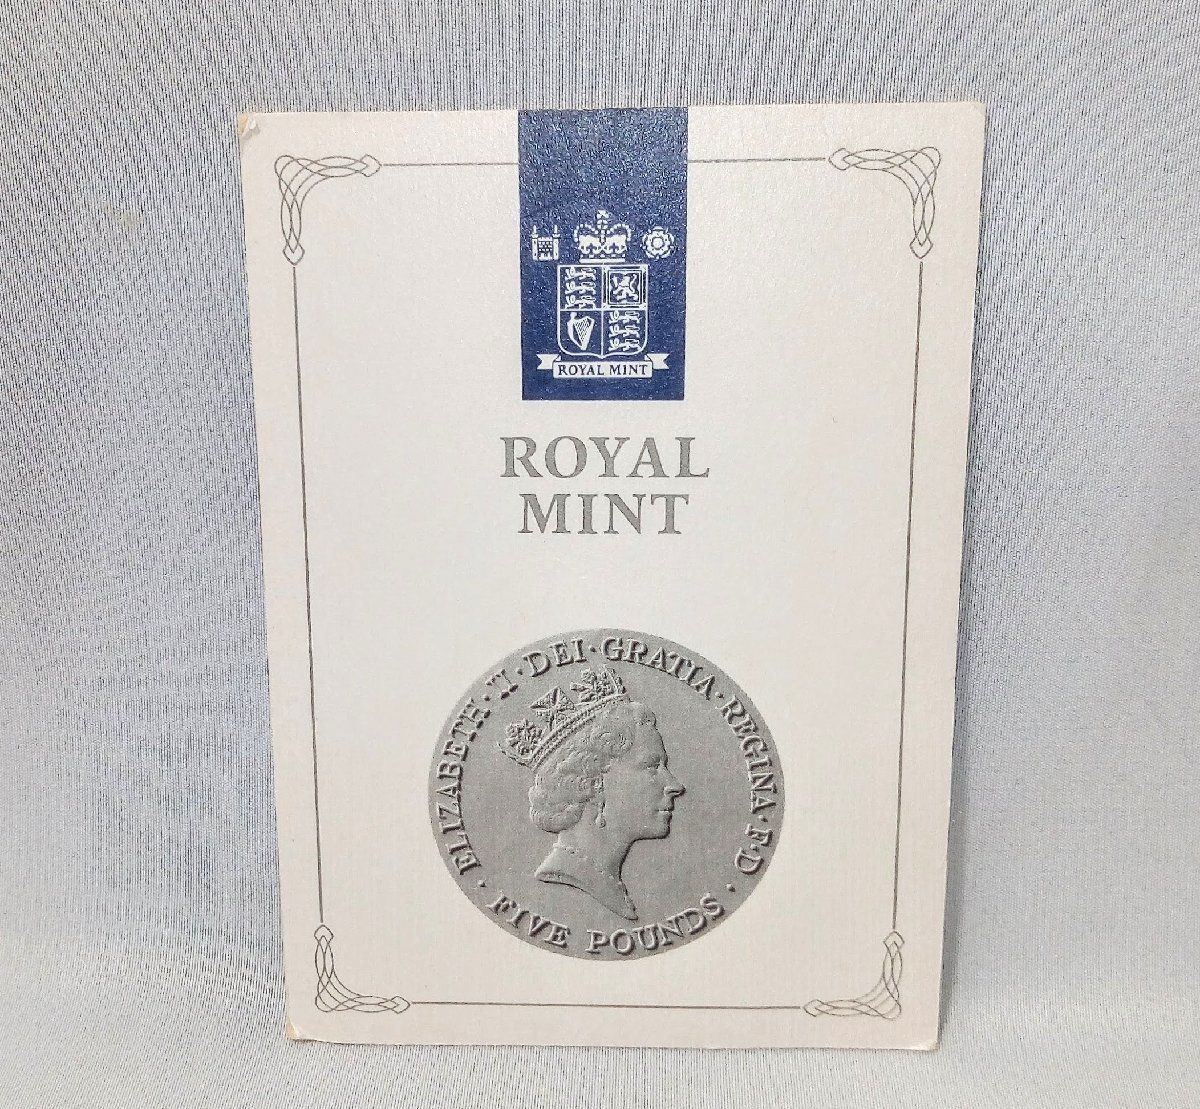 ROYAL MINT
ROYAL
MINT
ELIZABETH · II · DEI · GRATIA · REGINA · F · D ·
· FIVE POUNDS ·